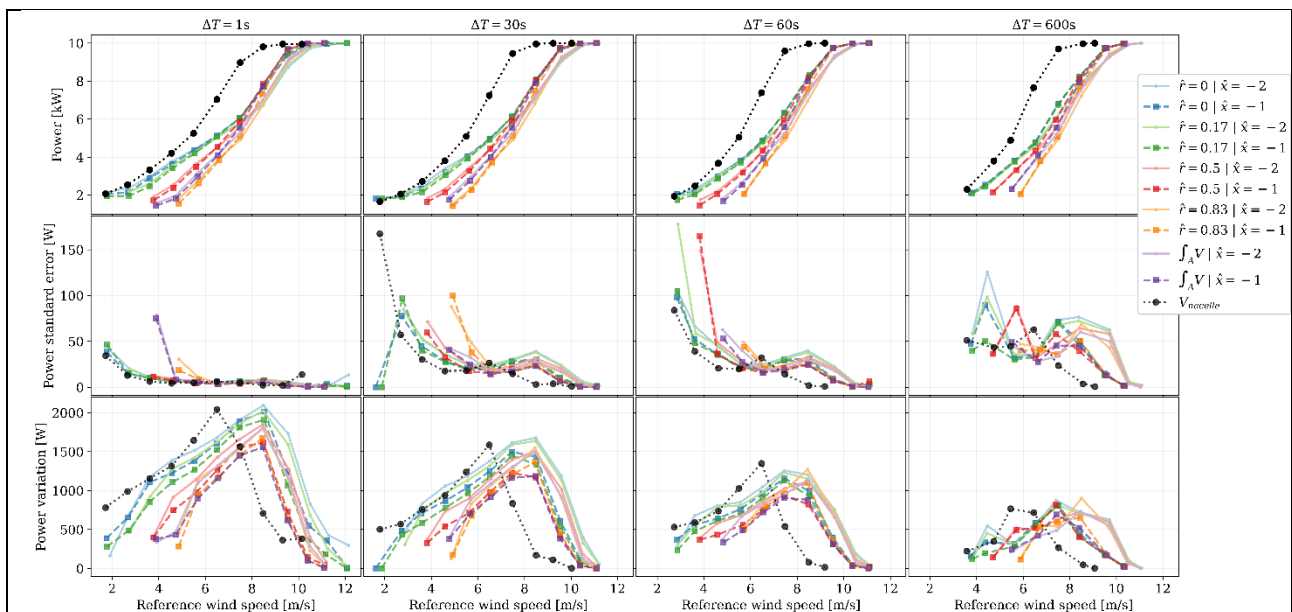 ΔT = 1s ΔT = 30s ΔT = 60s ΔT = 600s
10
8
6
4
2
Power [kW]
r̂ = 0 | x̂ = −2
r̂ = 0 | x̂ = −1
r̂ = 0.17 | x̂ = −2
r̂ = 0.17 | x̂ = −1
r̂ = 0.5 | x̂ = −2
r̂ = 0.5 | x̂ = −1
r̂ = 0.83 | x̂ = −2
r̂ = 0.83 | x̂ = −1
∫_A V | x̂ = −2
∫_A V | x̂ = −1
V_nacelle
150
100
50
0
Power standard error [W]
2000
1500
1000
500
0
Power variation [W]
2 4 6 8 10 12 2 4 6 8 10 12 2 4 6 8 10 12 2 4 6 8 10 12
Reference wind speed [m/s] Reference wind speed [m/s] Reference wind speed [m/s] Reference wind speed [m/s]